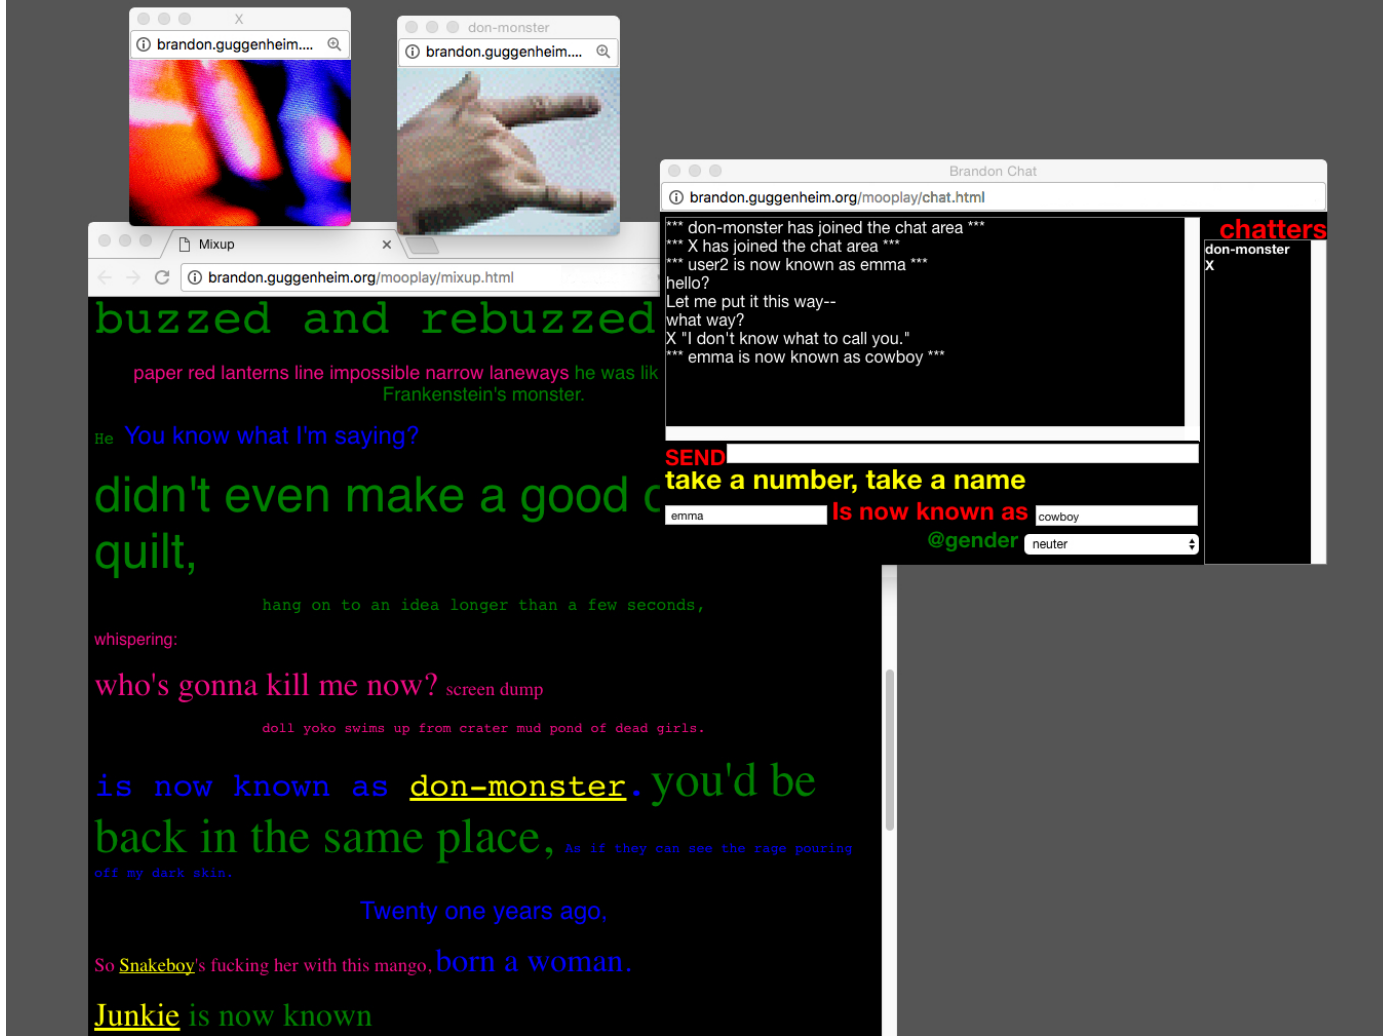 X
brandon.guggenheim....
don-monster
brandon.guggenheim....
Mixup
brandon.guggenheim.org/mooplay/mixup.html
buzzed and rebuzzed
paper red lanterns line impossible narrow laneways he was lik
Frankenstein's monster.
He You know what I'm saying?
didn't even make a good
quilt,
hang on to an idea longer than a few seconds,
whispering:
who's gonna kill me now? screen dump
doll yoko swims up from crater mud pond of dead girls.
is now known as don-monster. you'd be
back in the same place, As if they can see the rage pouring
off my dark skin.
Twenty one years ago,
So Snakeboy's fucking her with this mango, born a woman.
Junkie is now known
Brandon Chat
brandon.guggenheim.org/mooplay/chat.html
*** don-monster has joined the chat area ***
*** X has joined the chat area ***
*** user2 is now known as emma ***
hello?
Let me put it this way--
what way?
X "I don't know what to call you."
*** emma is now known as cowboy ***
chatters
don-monster
X
SEND
take a number, take a name
emma Is now known as cowboy
@gender neuter